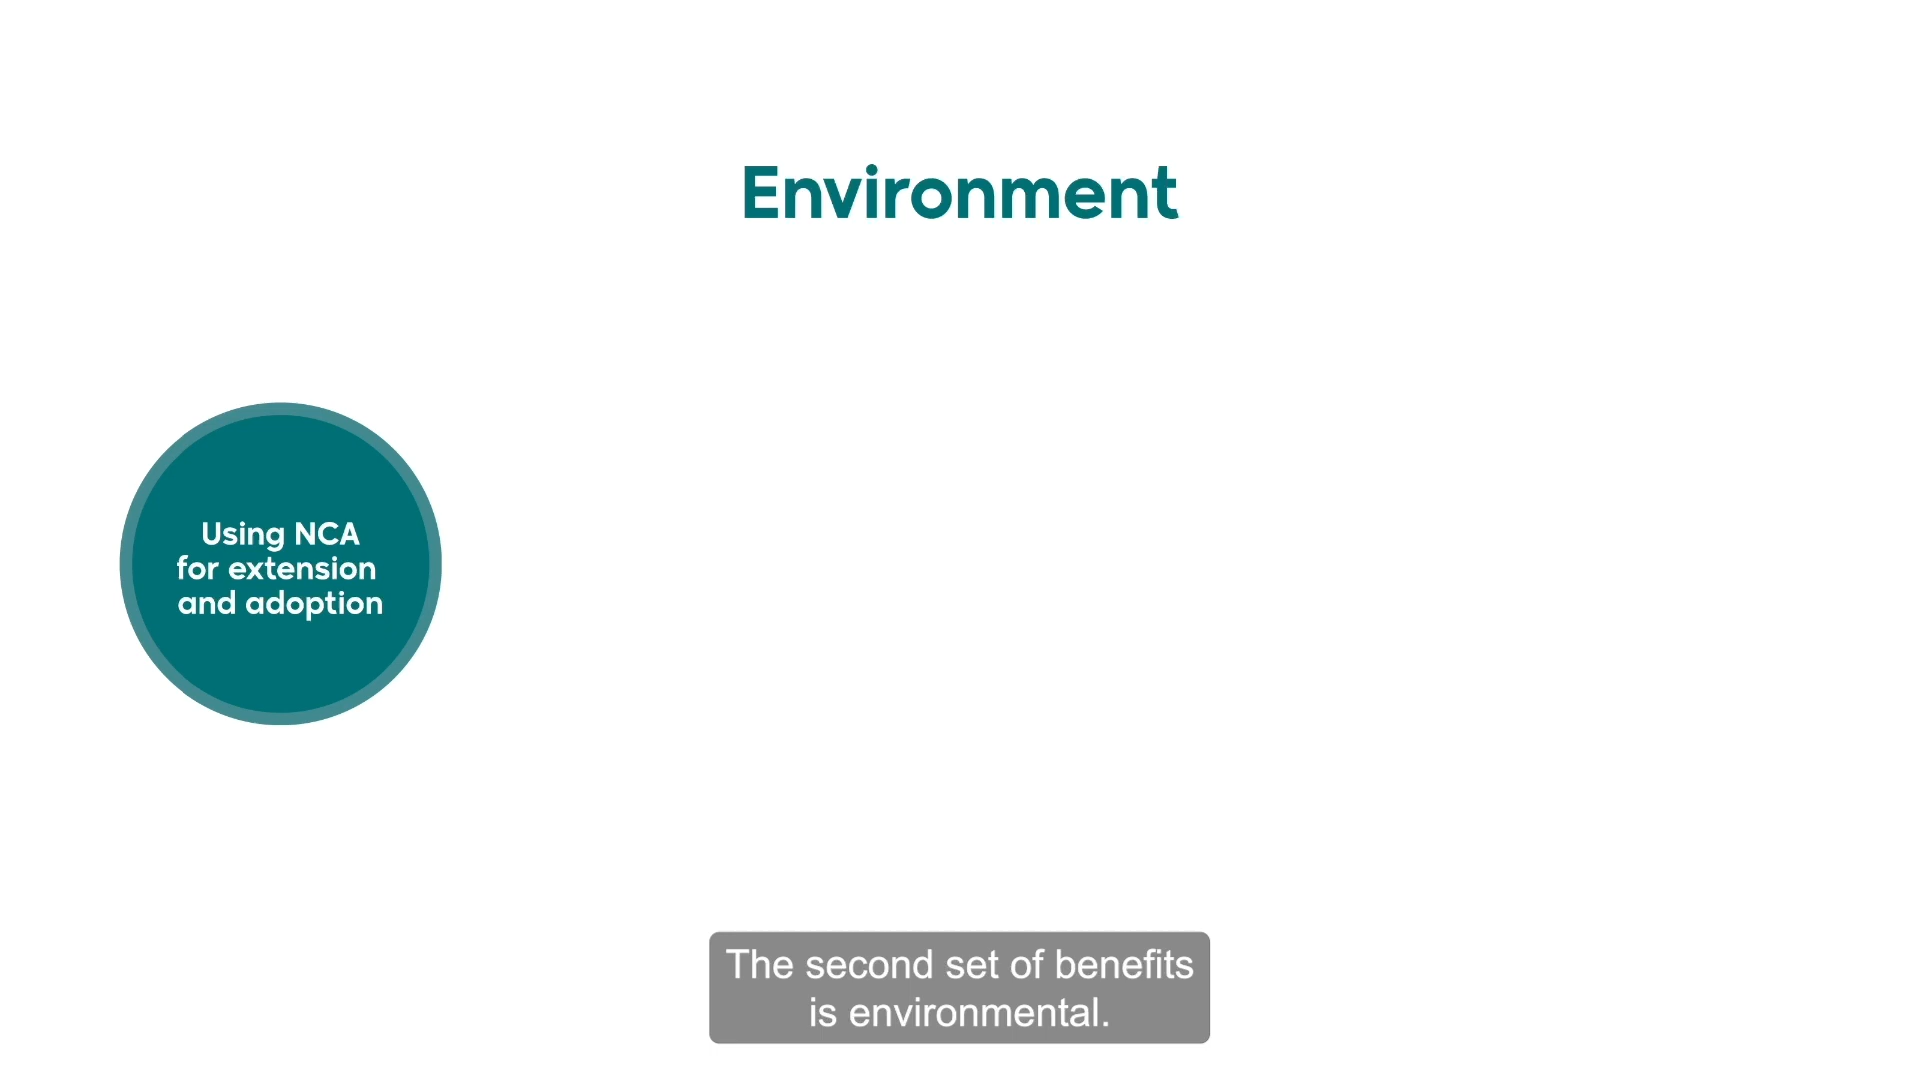 Environment
Using NCA
for extension
and adoption
The second set of benefits
is environmental.